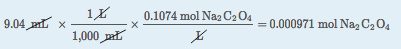 9.04 mL × 1 L / 1,000 mL × 0.1074 mol Na₂C₂O₄ / L = 0.000971 mol Na₂C₂O₄